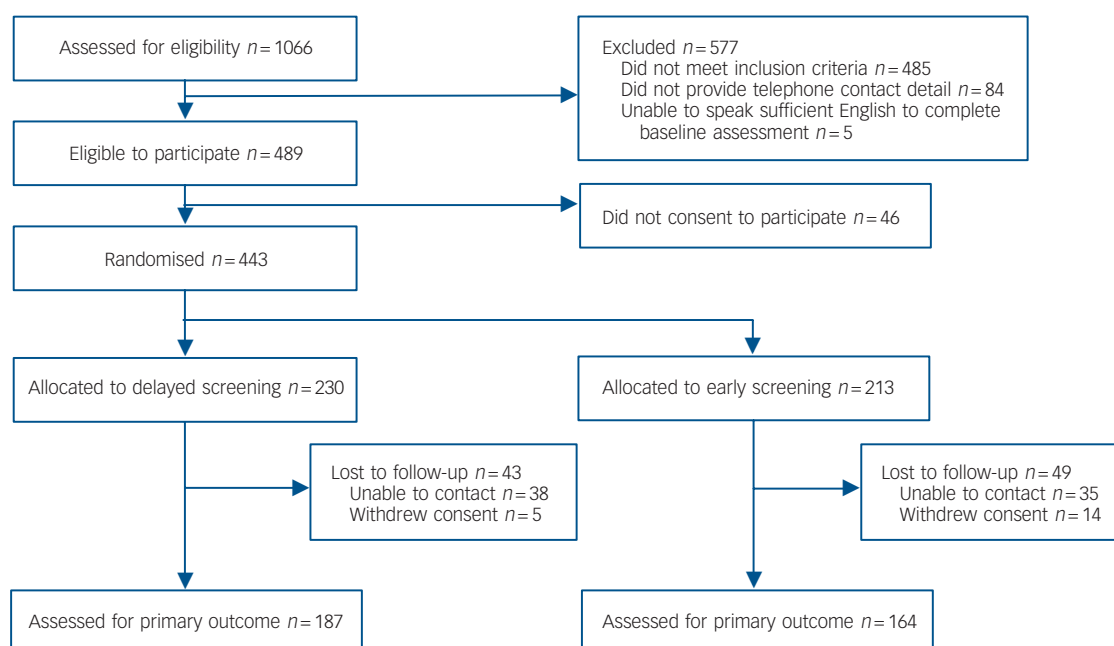 Assessed for eligibility n=1066
Excluded n=577
Did not meet inclusion criteria n=485
Did not provide telephone contact detail n=84
Unable to speak sufficient English to complete
baseline assessment n=5
Eligible to participate n=489
Did not consent to participate n=46
Randomised n=443
Allocated to delayed screening n=230
Allocated to early screening n=213
Lost to follow-up n=43
Unable to contact n=38
Withdrew consent n=5
Lost to follow-up n=49
Unable to contact n=35
Withdrew consent n=14
Assessed for primary outcome n=187
Assessed for primary outcome n=164